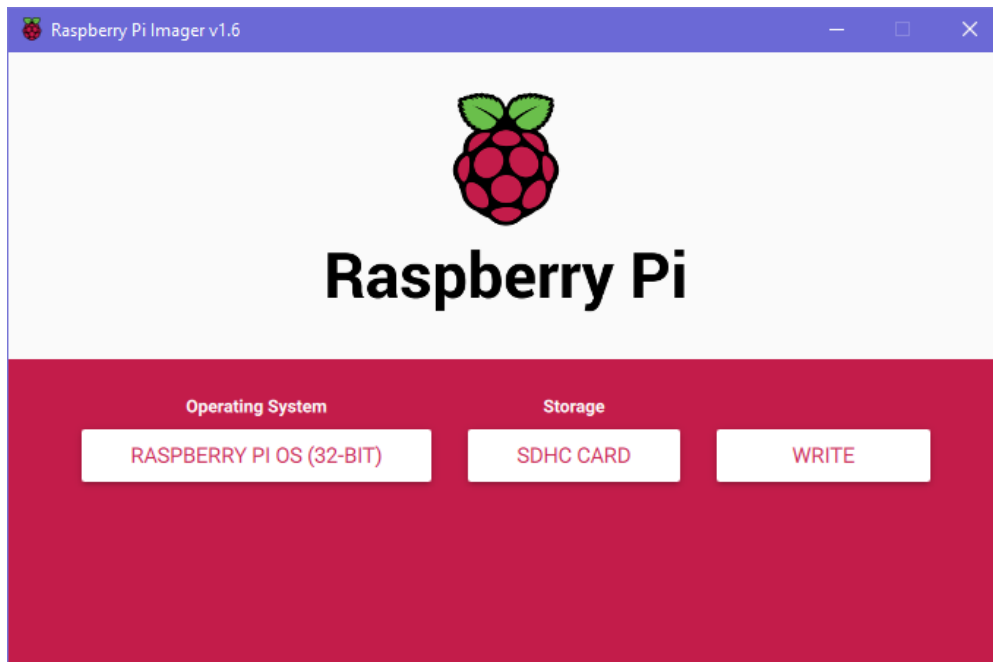 Raspberry Pi Imager v1.6
Raspberry Pi
Operating System
Storage
RASPBERRY PI OS (32-BIT)
SDHC CARD
WRITE